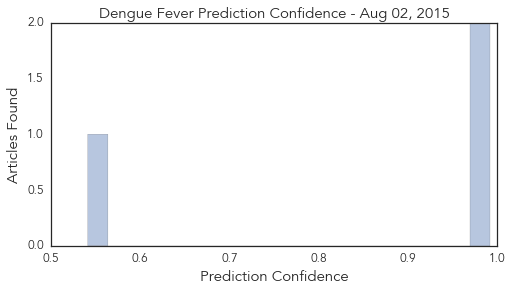 Dengue Fever Prediction Confidence - Aug 02, 2015
2.0
1.5
1.0
0.5
0.0
Articles Found
0.5 0.6 0.7 0.8 0.9 1.0
Prediction Confidence